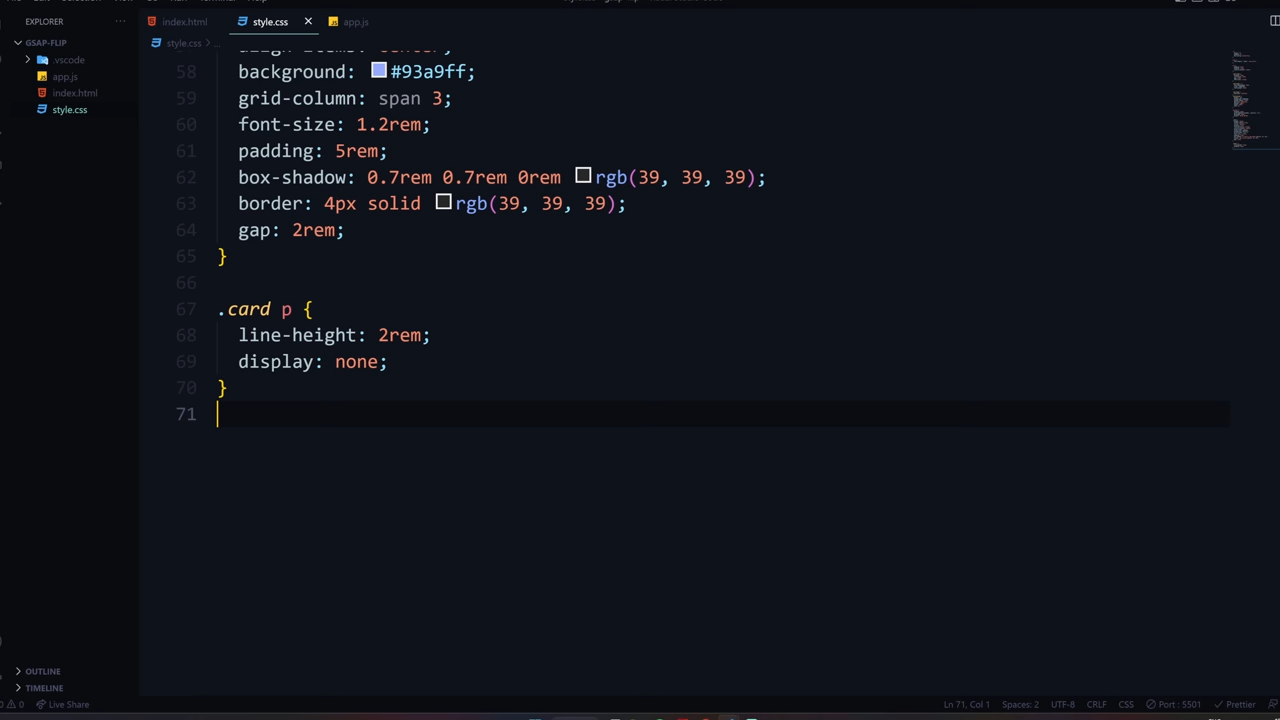 EXPLORER
GSAP-FLIP
.vscode
app.js
index.html
style.css
index.html
style.css
app.js
style.css > ...
58 background: #93a9ff;
59 grid-column: span 3;
60 font-size: 1.2rem;
61 padding: 5rem;
62 box-shadow: 0.7rem 0.7rem 0rem rgb(39, 39, 39);
63 border: 4px solid rgb(39, 39, 39);
64 gap: 2rem;
65 }
66
67 .card p {
68 line-height: 2rem;
69 display: none;
70 }
71
OUTLINE
TIMELINE
0 0 Live Share
Ln 71, Col 1 Spaces: 2 UTF-8 CRLF CSS Port : 5501 Prettier